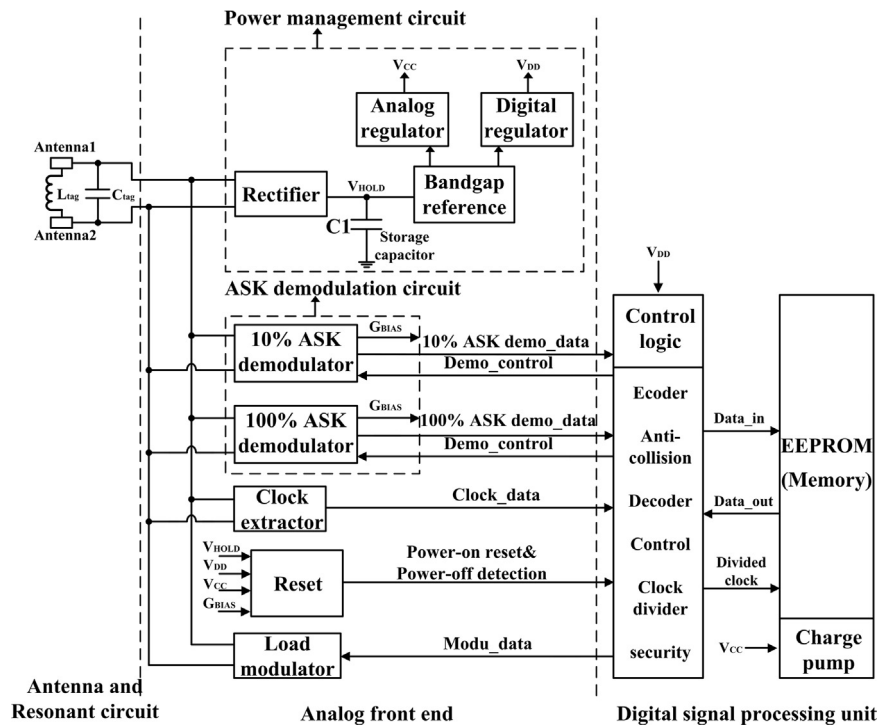 Power management circuit
VCC
VDD
Analog
regulator
Digital
regulator
Antenna1
Ltag
Ctag
Antenna2
Rectifier
VHOLD
Bandgap
reference
C1
Storage
capacitor
ASK demodulation circuit
VDD
10% ASK
demodulator
GBIAS
10% ASK demo_data
Demo_control
Control
logic
100% ASK
demodulator
GBIAS
100% ASK demo_data
Demo_control
Ecoder
Anti-
collision
Decoder
Control
Clock
divider
security
Data_in
EEPROM
(Memory)
Data_out
Divided
clock
Clock
extractor
Clock_data
VHOLD
VDD
VCC
GBIAS
Reset
Power-on reset&
Power-off detection
Load
modulator
Modu_data
VCC
Charge
pump
Antenna and
Resonant circuit
Analog front end
Digital signal processing unit